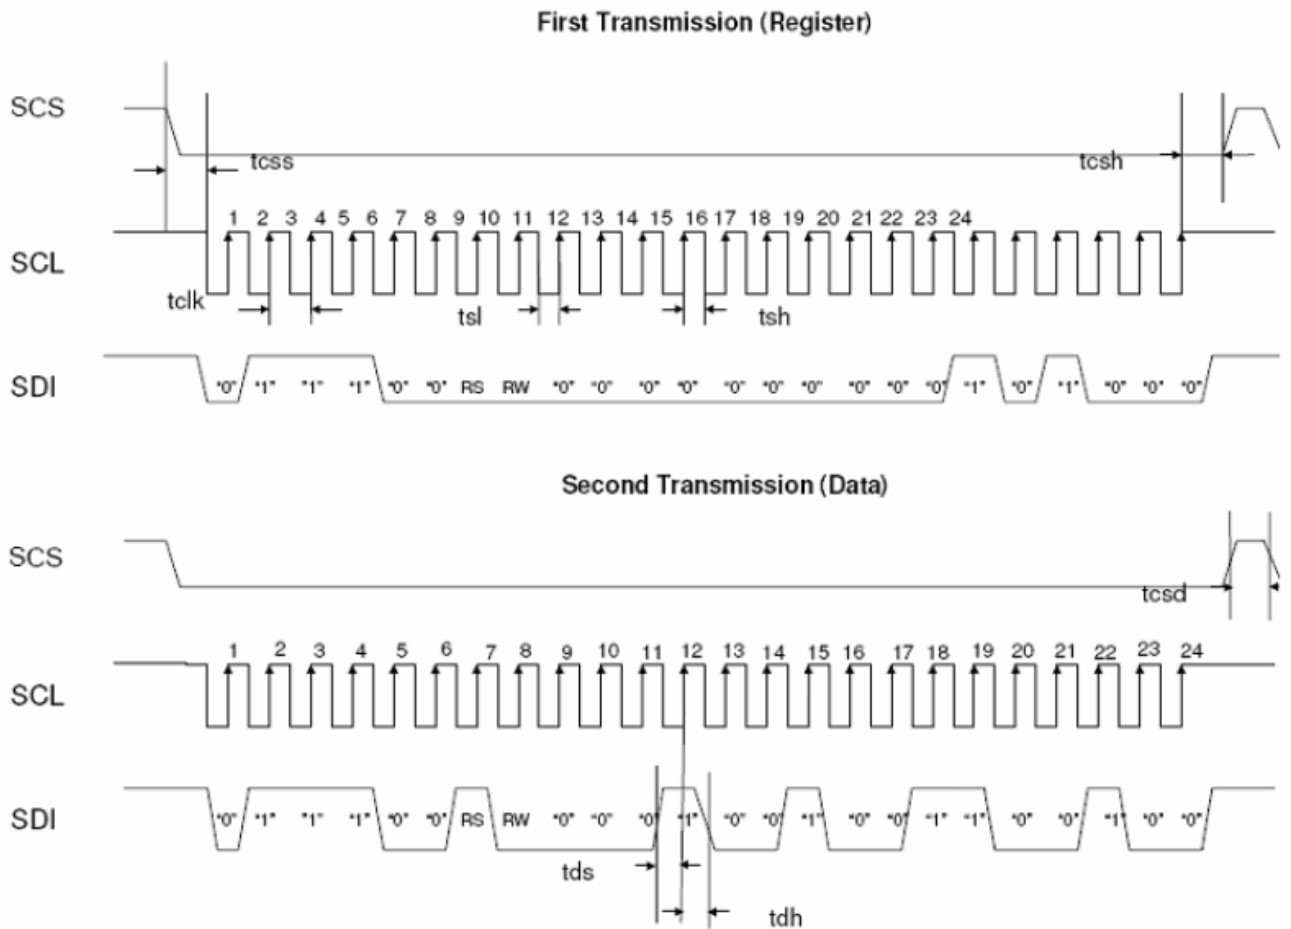 First Transmission (Register)
SCS
tcss
tcsh
1 2 3 4 5 6 7 8 9 10 11 12 13 14 15 16 17 18 19 20 21 22 23 24
SCL
tclk
tsl
tsh
SDI
"0" "1" "1" "1" "0" "0" RS RW "0" "0" "0" "0" "0" "0" "0" "0" "0" "0" "1" "0" "1" "0" "0" "0"
Second Transmission (Data)
SCS
tcsd
1 2 3 4 5 6 7 8 9 10 11 12 13 14 15 16 17 18 19 20 21 22 23 24
SCL
SDI
"0" "1" "1" "1" "0" "0" RS RW "0" "0" "0" "1" "0" "0" "1" "0" "0" "1" "1" "0" "0" "1" "0" "0"
tds
tdh